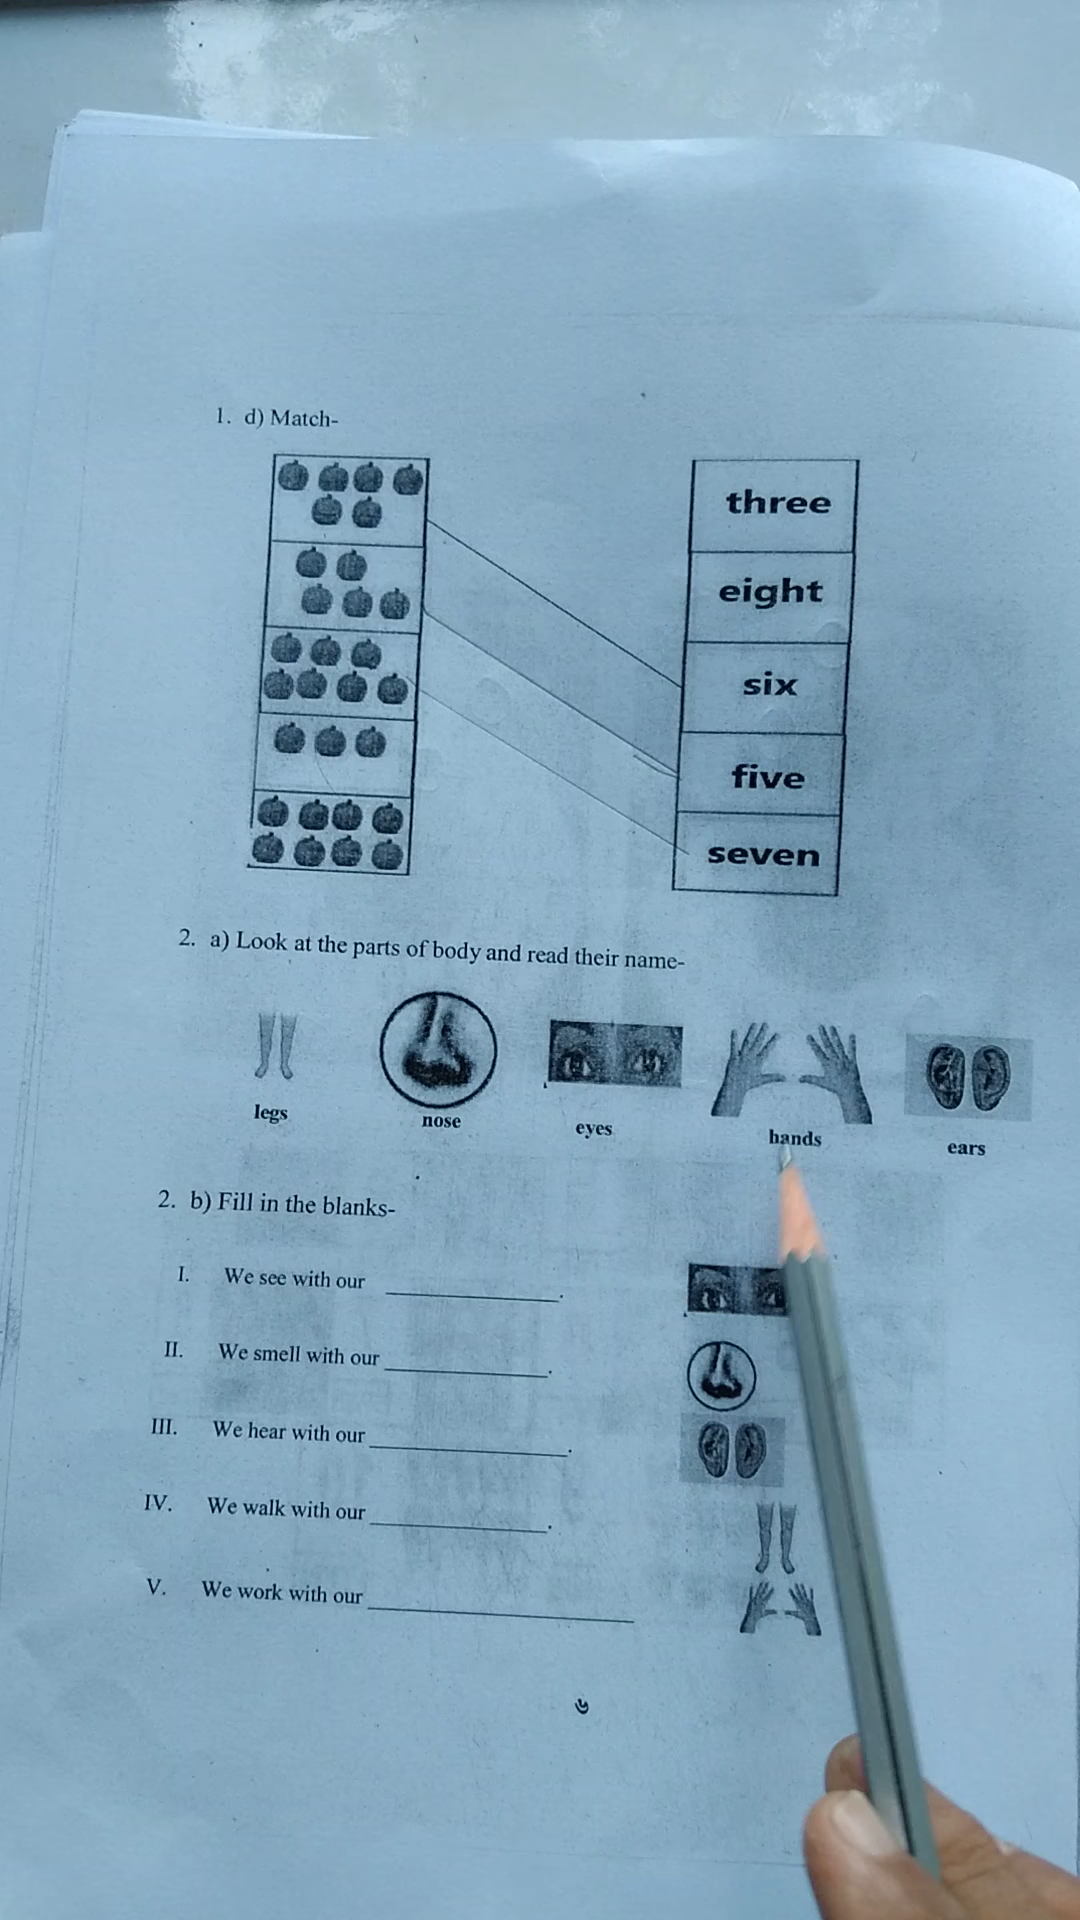 1. d) Match-
three
eight
six
five
seven
2. a) Look at the parts of body and read their name-
legs
nose
eyes
hands
ears
2. b) Fill in the blanks-
I. We see with our ____________.
II. We smell with our ____________.
III. We hear with our ____________.
IV. We walk with our ____________.
V. We work with our ____________
৬